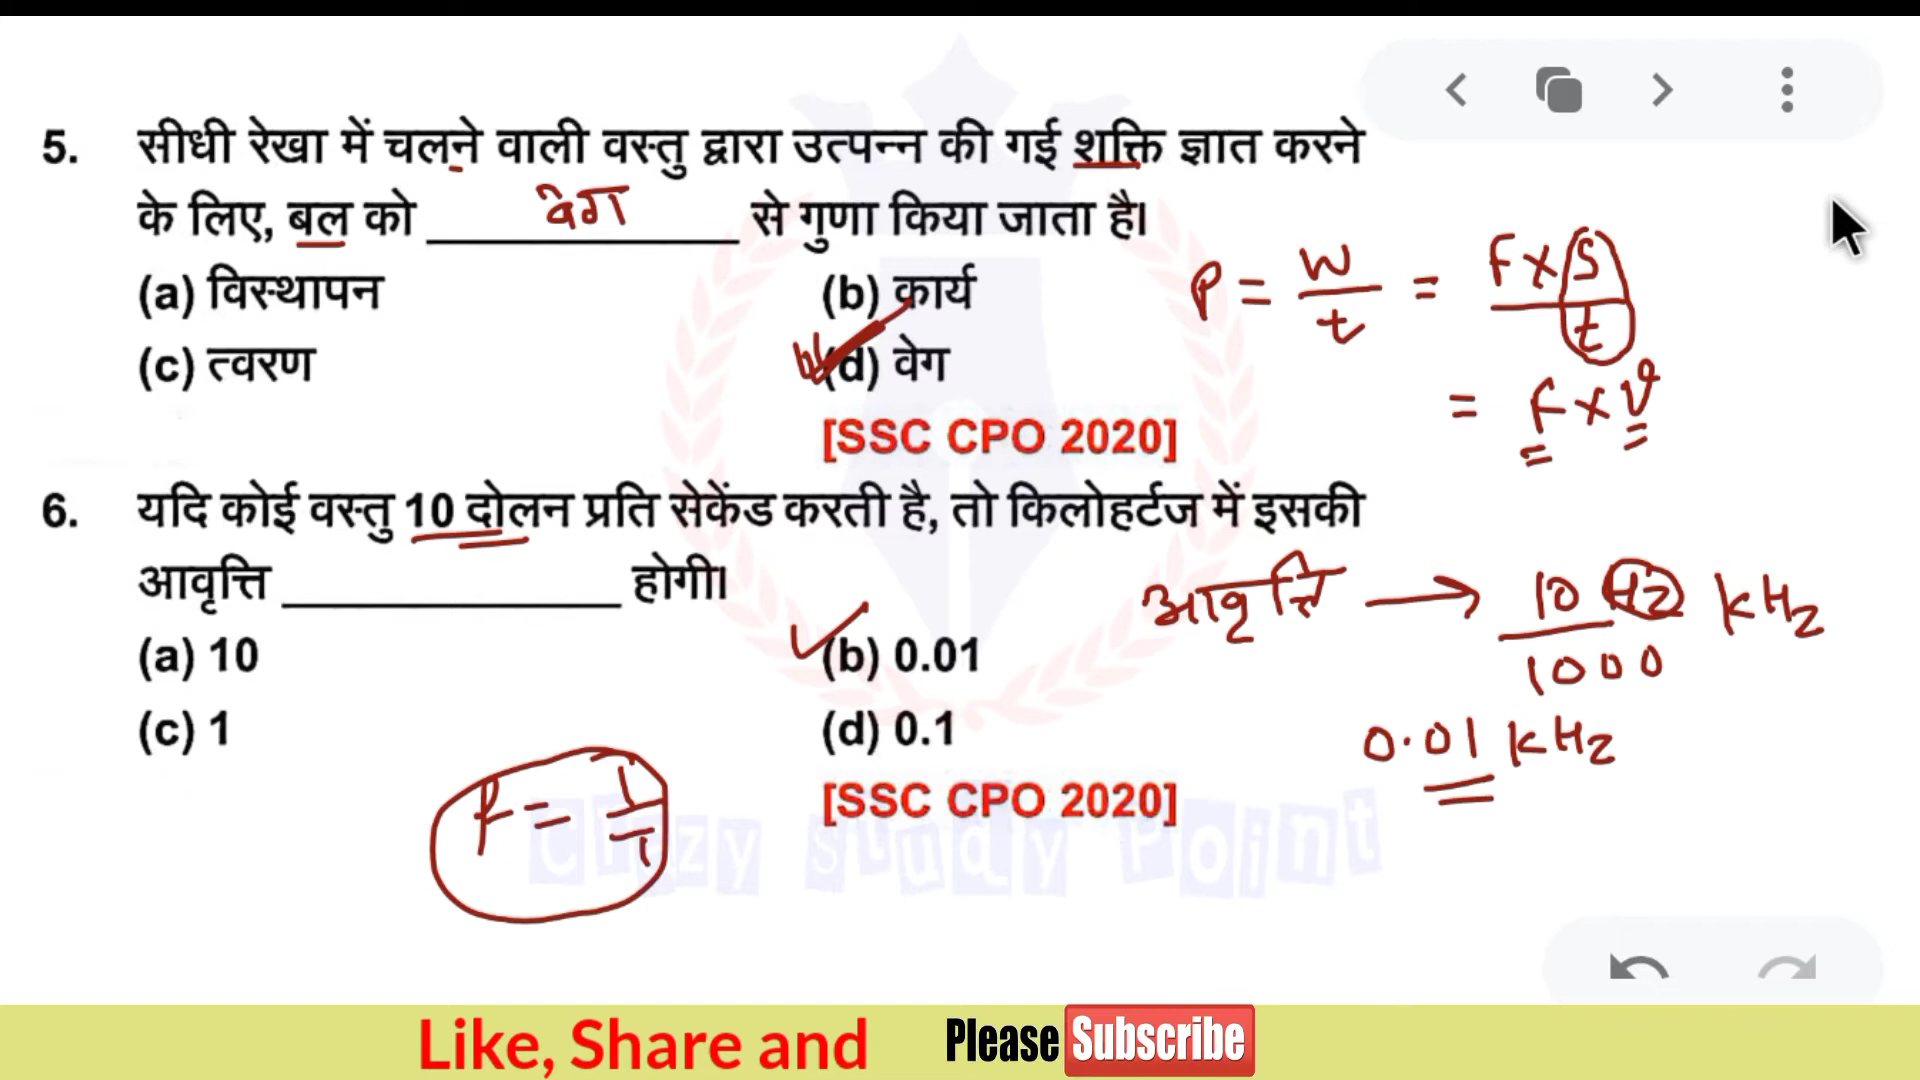 5. सीधी रेखा में चलने वाली वस्तु द्वारा उत्पन्न की गई शक्ति ज्ञात करने
के लिए, बल को ____________ से गुणा किया जाता है।
वेग
(a) विस्थापन (b) कार्य
(c) त्वरण (d) वेग
[SSC CPO 2020]
P = W/t = F×S/t
= F×v
6. यदि कोई वस्तु 10 दोलन प्रति सेकेंड करती है, तो किलोहर्टज में इसकी
आवृत्ति ____________ होगी।
(a) 10 (b) 0.01
(c) 1 (d) 0.1
[SSC CPO 2020]
आवृत्ति → 10 Hz/1000 kHz
0.01 kHz
F = 1/T
Crazy Study Point
Like, Share and Please Subscribe